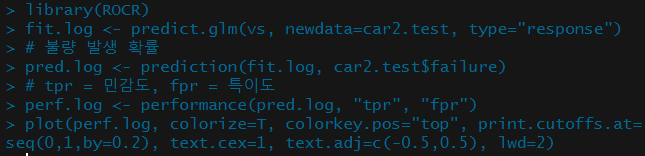 > library(ROCR)
> fit.log <- predict.glm(vs, newdata=car2.test, type="response")
> # 불량 발생 확률
> pred.log <- prediction(fit.log, car2.test$failure)
> # tpr = 민감도, fpr = 특이도
> perf.log <- performance(pred.log, "tpr", "fpr")
> plot(perf.log, colorize=T, colorkey.pos="top", print.cutoffs.at=
seq(0,1,by=0.2), text.cex=1, text.adj=c(-0.5,0.5), lwd=2)